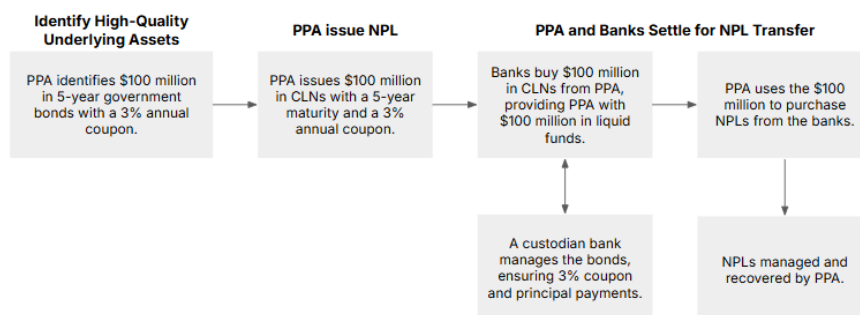 Identify High-Quality
Underlying Assets
PPA issue NPL
PPA and Banks Settle for NPL Transfer
PPA identifies $100 million
in 5-year government
bonds with a 3% annual
coupon.
PPA issues $100 million
in CLNs with a 5-year
maturity and a 3%
annual coupon.
Banks buy $100 million
in CLNs from PPA,
providing PPA with
$100 million in liquid
funds.
PPA uses the $100
million to purchase
NPLs from the banks.
A custodian bank
manages the bonds,
ensuring 3% coupon
and principal payments.
NPLs managed and
recovered by PPA.